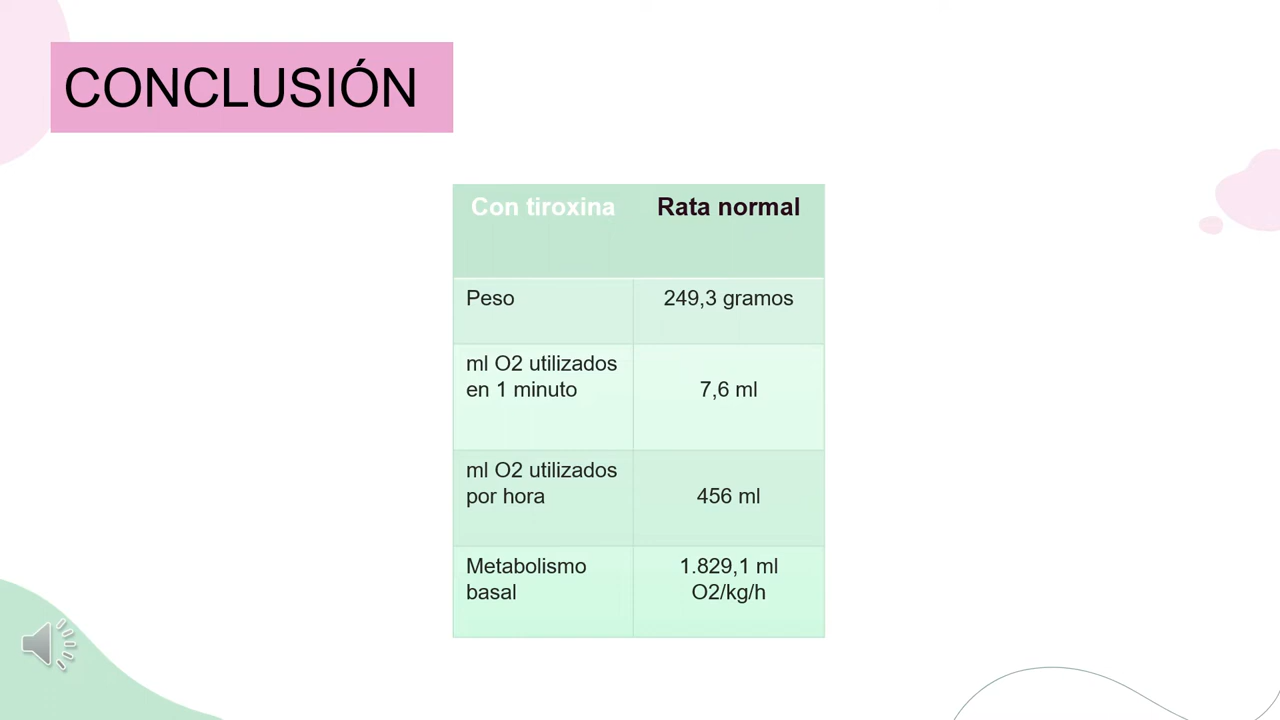 CONCLUSIÓN
Con tiroxina
Rata normal
Peso
249,3 gramos
ml O2 utilizados
en 1 minuto
7,6 ml
ml O2 utilizados
por hora
456 ml
Metabolismo
basal
1.829,1 ml
O2/kg/h